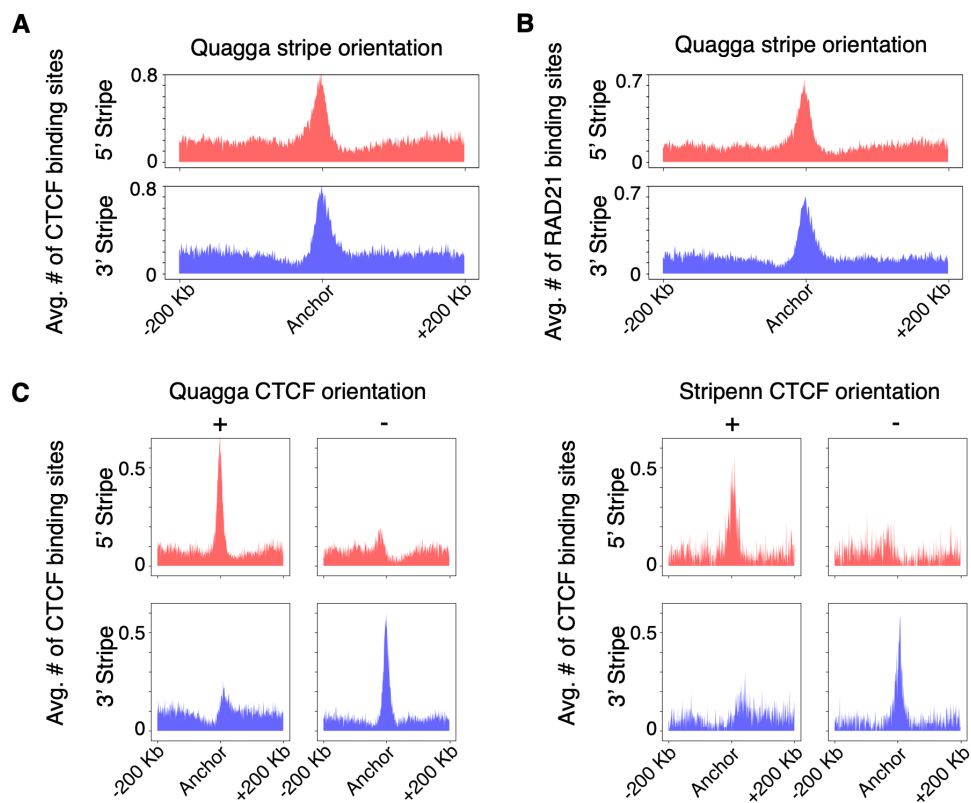 A
Quagga stripe orientation
Avg. # of CTCF binding sites
5’ Stripe
0.8
0
3’ Stripe
0.8
0
-200 Kb
Anchor
+200 Kb
B
Quagga stripe orientation
Avg. # of RAD21 binding sites
5’ Stripe
0.7
0
3’ Stripe
0.7
0
-200 Kb
Anchor
+200 Kb
C
Quagga CTCF orientation
+
-
Avg. # of CTCF binding sites
5’ Stripe
0.5
0
3’ Stripe
0.5
0
-200 Kb
Anchor
+200 Kb
-200 Kb
Anchor
+200 Kb
Stripenn CTCF orientation
+
-
Avg. # of CTCF binding sites
5’ Stripe
0.5
0
3’ Stripe
0.5
0
-200 Kb
Anchor
+200 Kb
-200 Kb
Anchor
+200 Kb